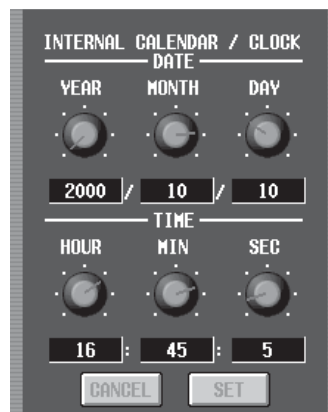 INTERNAL CALENDAR / CLOCK
DATE
YEAR MONTH DAY
2000 / 10 / 10
TIME
HOUR MIN SEC
16 : 45 : 5
CANCEL SET